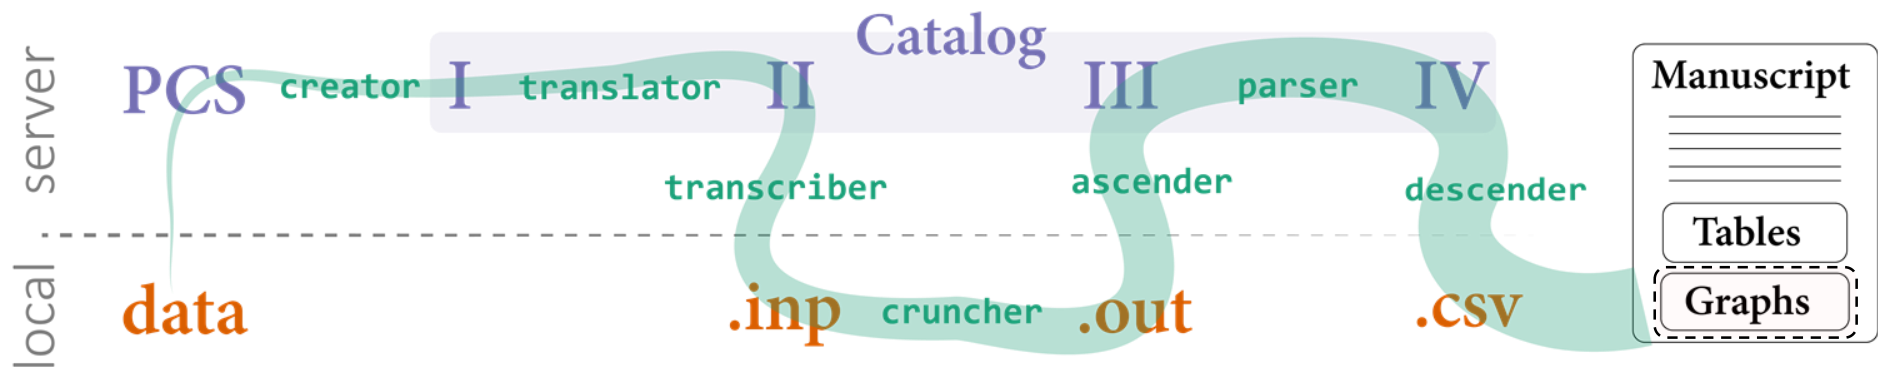 server
Catalog
PCS creator I translator II III parser IV
transcriber ascender descender
local
data .inp cruncher .out .csv
Manuscript
Tables
Graphs